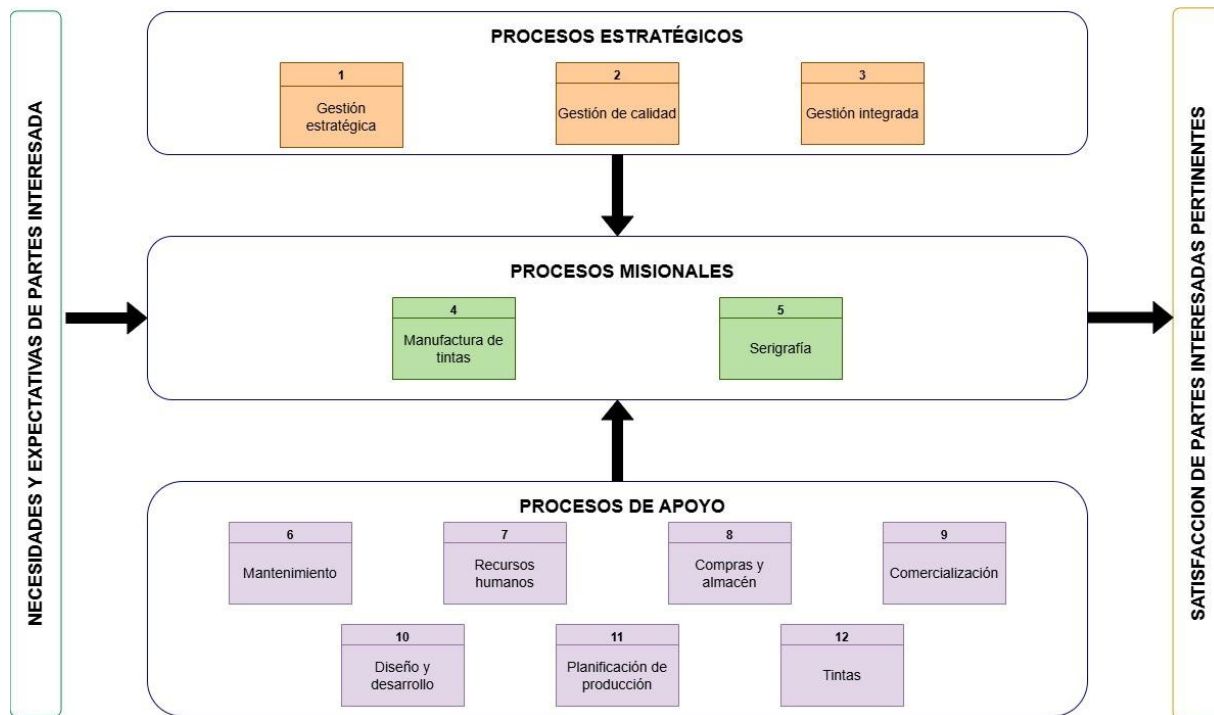 NECESIDADES Y EXPECTATIVAS DE PARTES INTERESADA
PROCESOS ESTRATÉGICOS
1
Gestión
estratégica
2
Gestión de calidad
3
Gestión integrada
PROCESOS MISIONALES
4
Manufactura de
tintas
5
Serigrafía
PROCESOS DE APOYO
6
Mantenimiento
7
Recursos
humanos
8
Compras y
almacén
9
Comercialización
10
Diseño y
desarrollo
11
Planificación de
producción
12
Tintas
SATISFACCION DE PARTES INTERESADAS PERTINENTES